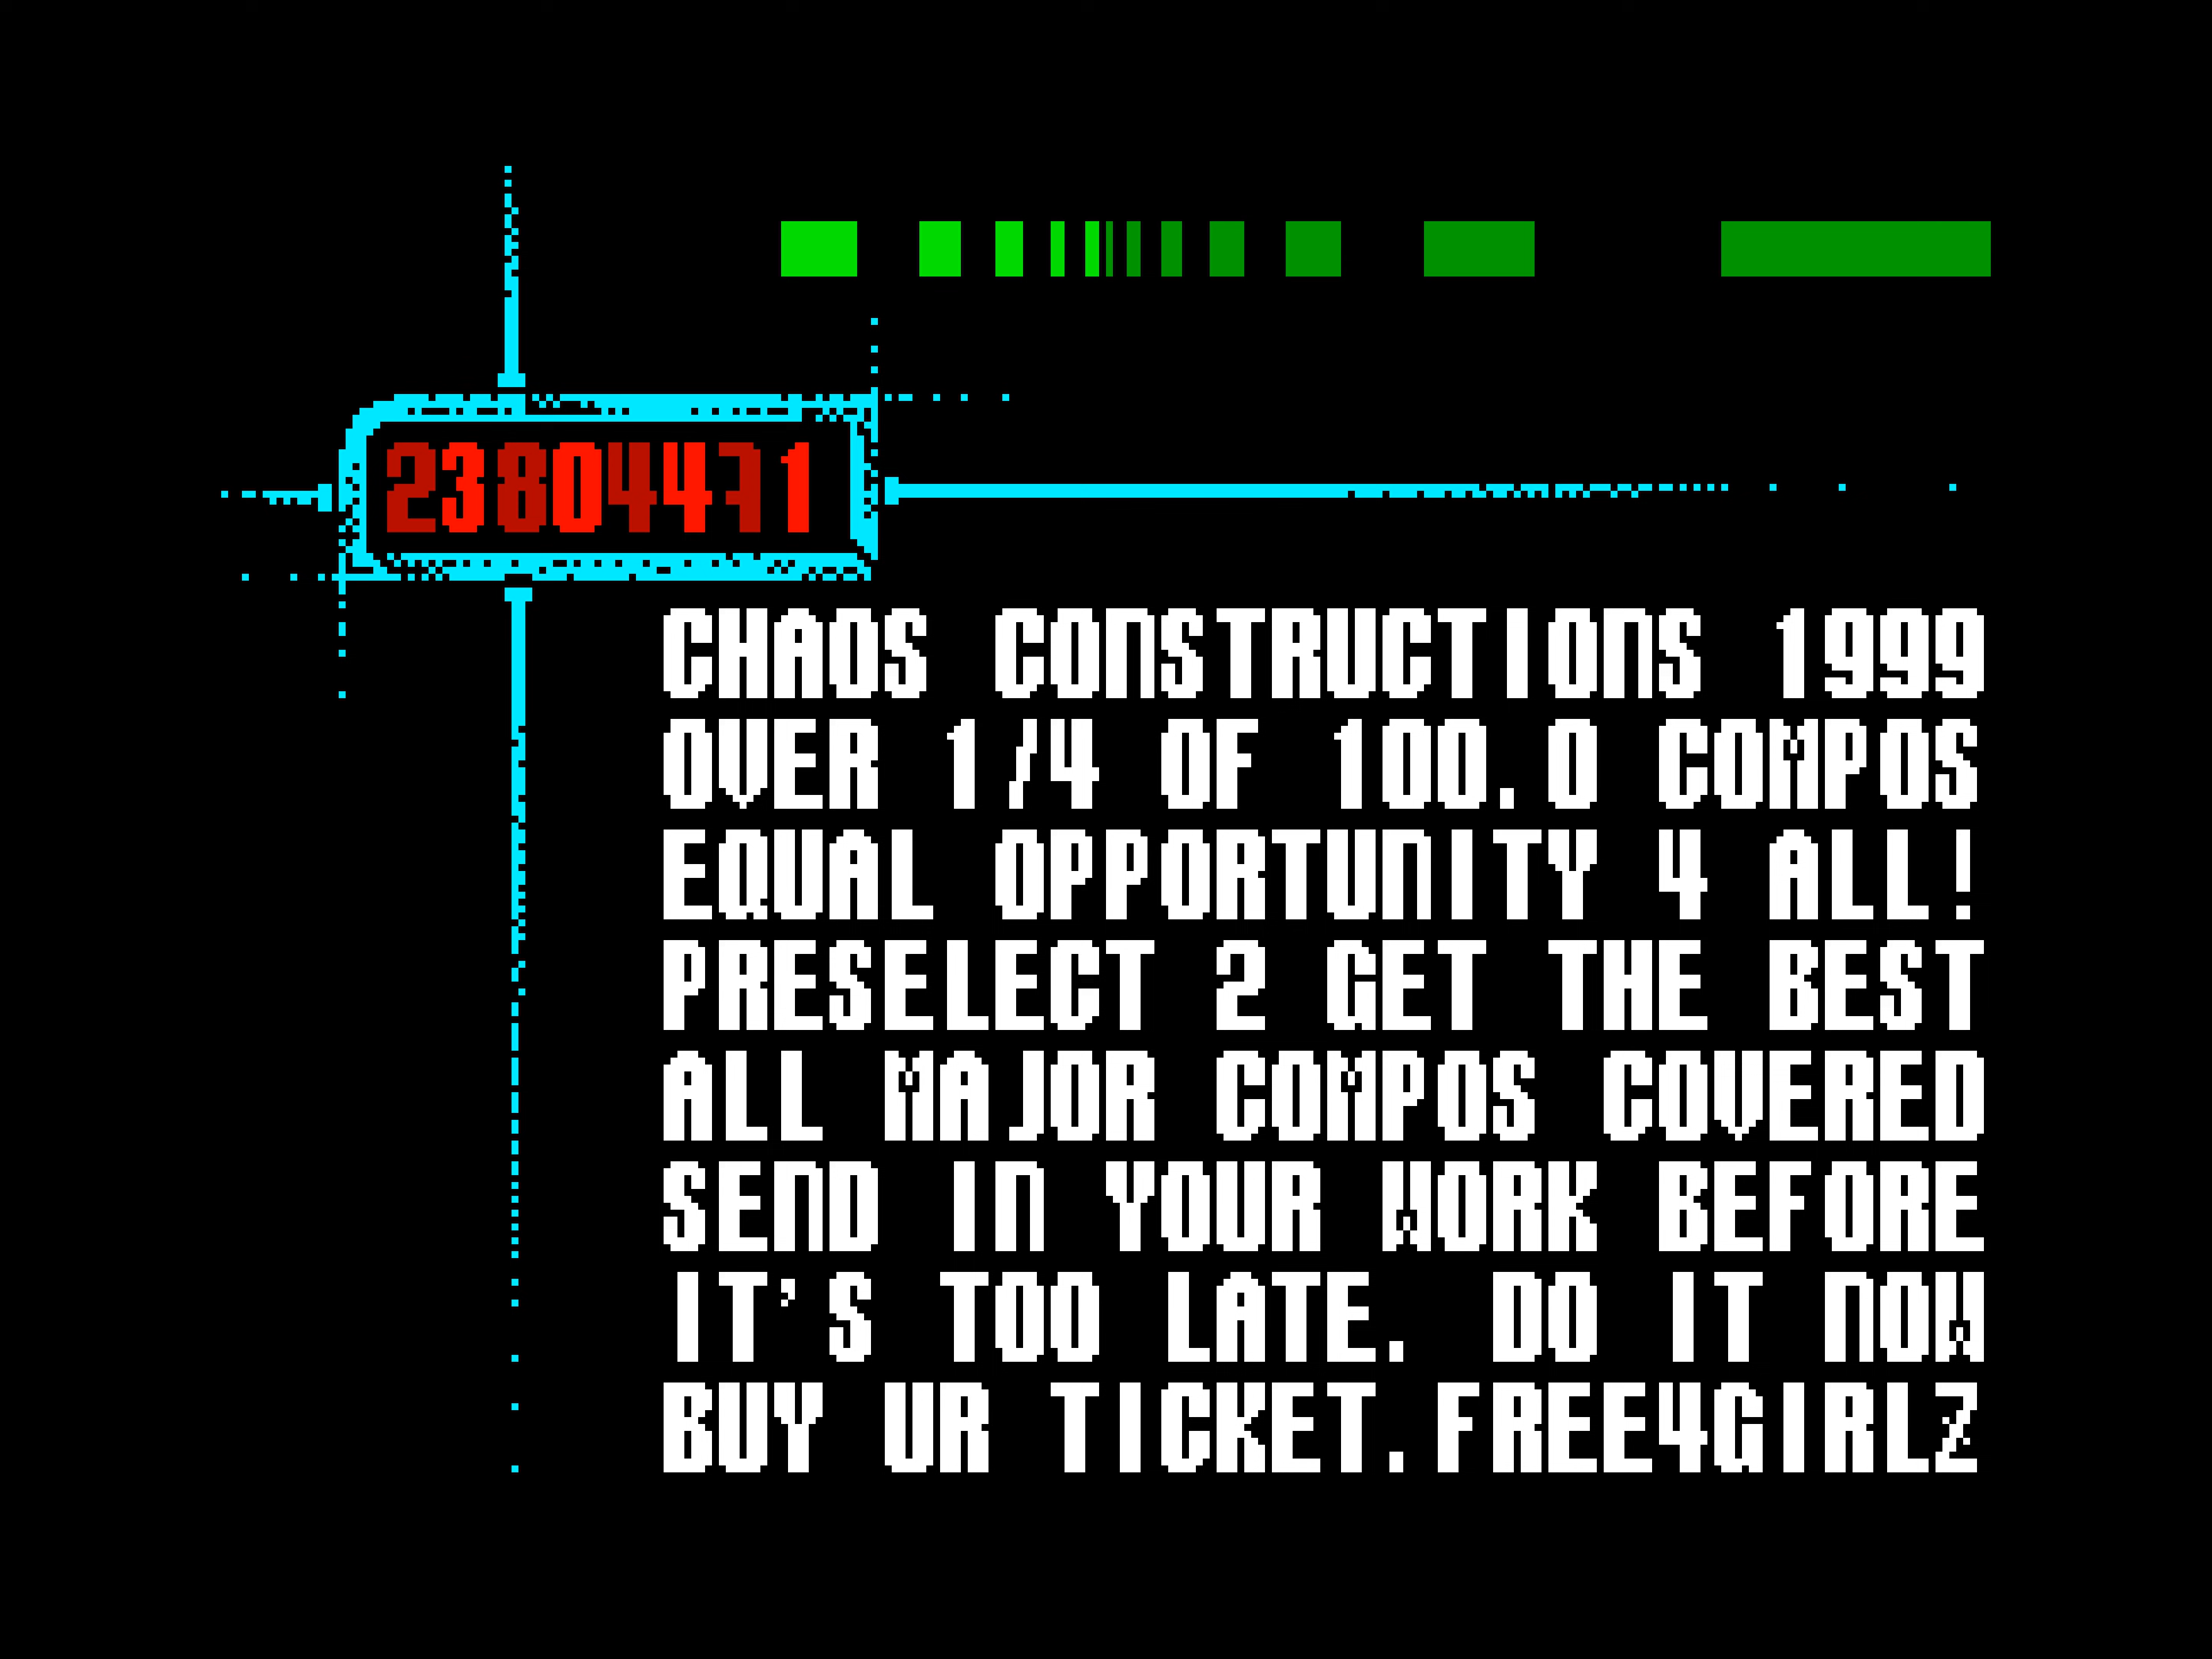 23804471
CHAOS CONSTRUCTIONS 1999
OVER 1/4 OF 100.0 COMPOS
EQUAL OPPORTUNITY 4 ALL!
PRESELECT 2 GET THE BEST
ALL MAJOR COMPOS COVERED
SEND IN YOUR WORK BEFORE
IT'S TOO LATE. DO IT NOW
BUY UR TICKET.FREE4GIRLZ